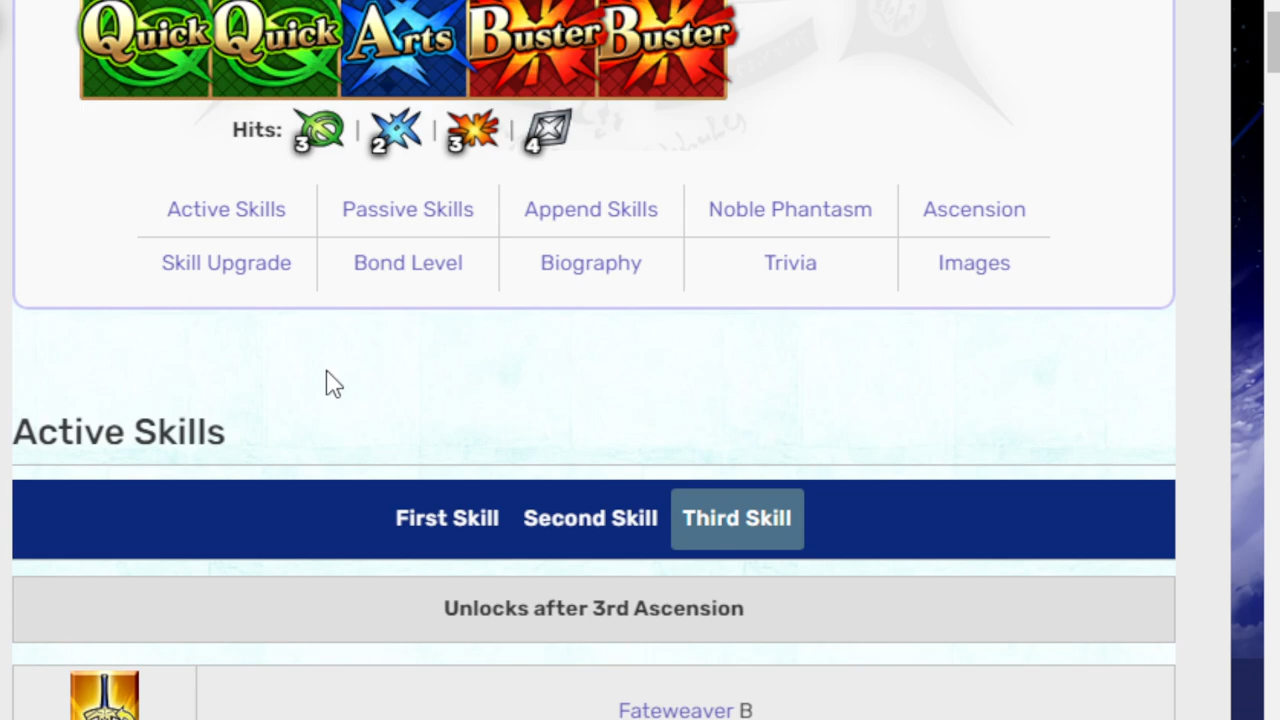 Quick Quick Arts Buster Buster
Hits: 3 | 2 | 3 | 4
Active Skills Passive Skills Append Skills Noble Phantasm Ascension
Skill Upgrade Bond Level Biography Trivia Images
Active Skills
First Skill Second Skill Third Skill
Unlocks after 3rd Ascension
Fateweaver B